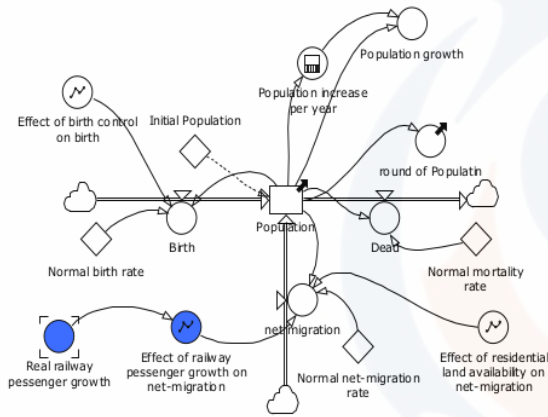 Population growth
Population increase
per year
Effect of birth control
on birth
Initial Population
round of Populatin
Birth
Population
Dead
Normal birth rate
Normal mortality
rate
net migration
Real railway
passenger growth
Effect of railway
passenger growth on
net-migration
Normal net-migration
rate
Effect of residential
land availability on
net-migration